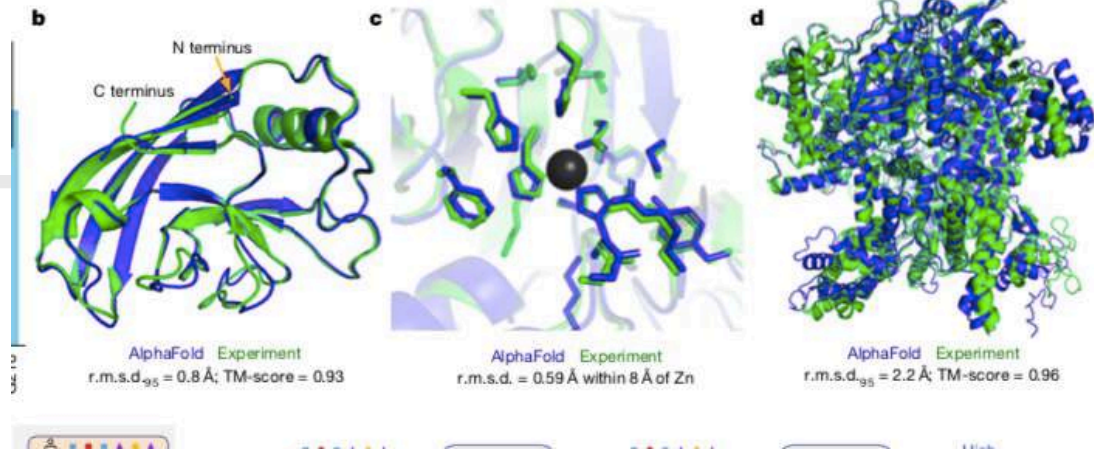 b
N terminus
C terminus
AlphaFold Experiment
r.m.s.d.95 = 0.8 Å; TM-score = 0.93
c
AlphaFold Experiment
r.m.s.d. = 0.59 Å within 8 Å of Zn
d
AlphaFold Experiment
r.m.s.d.95 = 2.2 Å; TM-score = 0.96
High